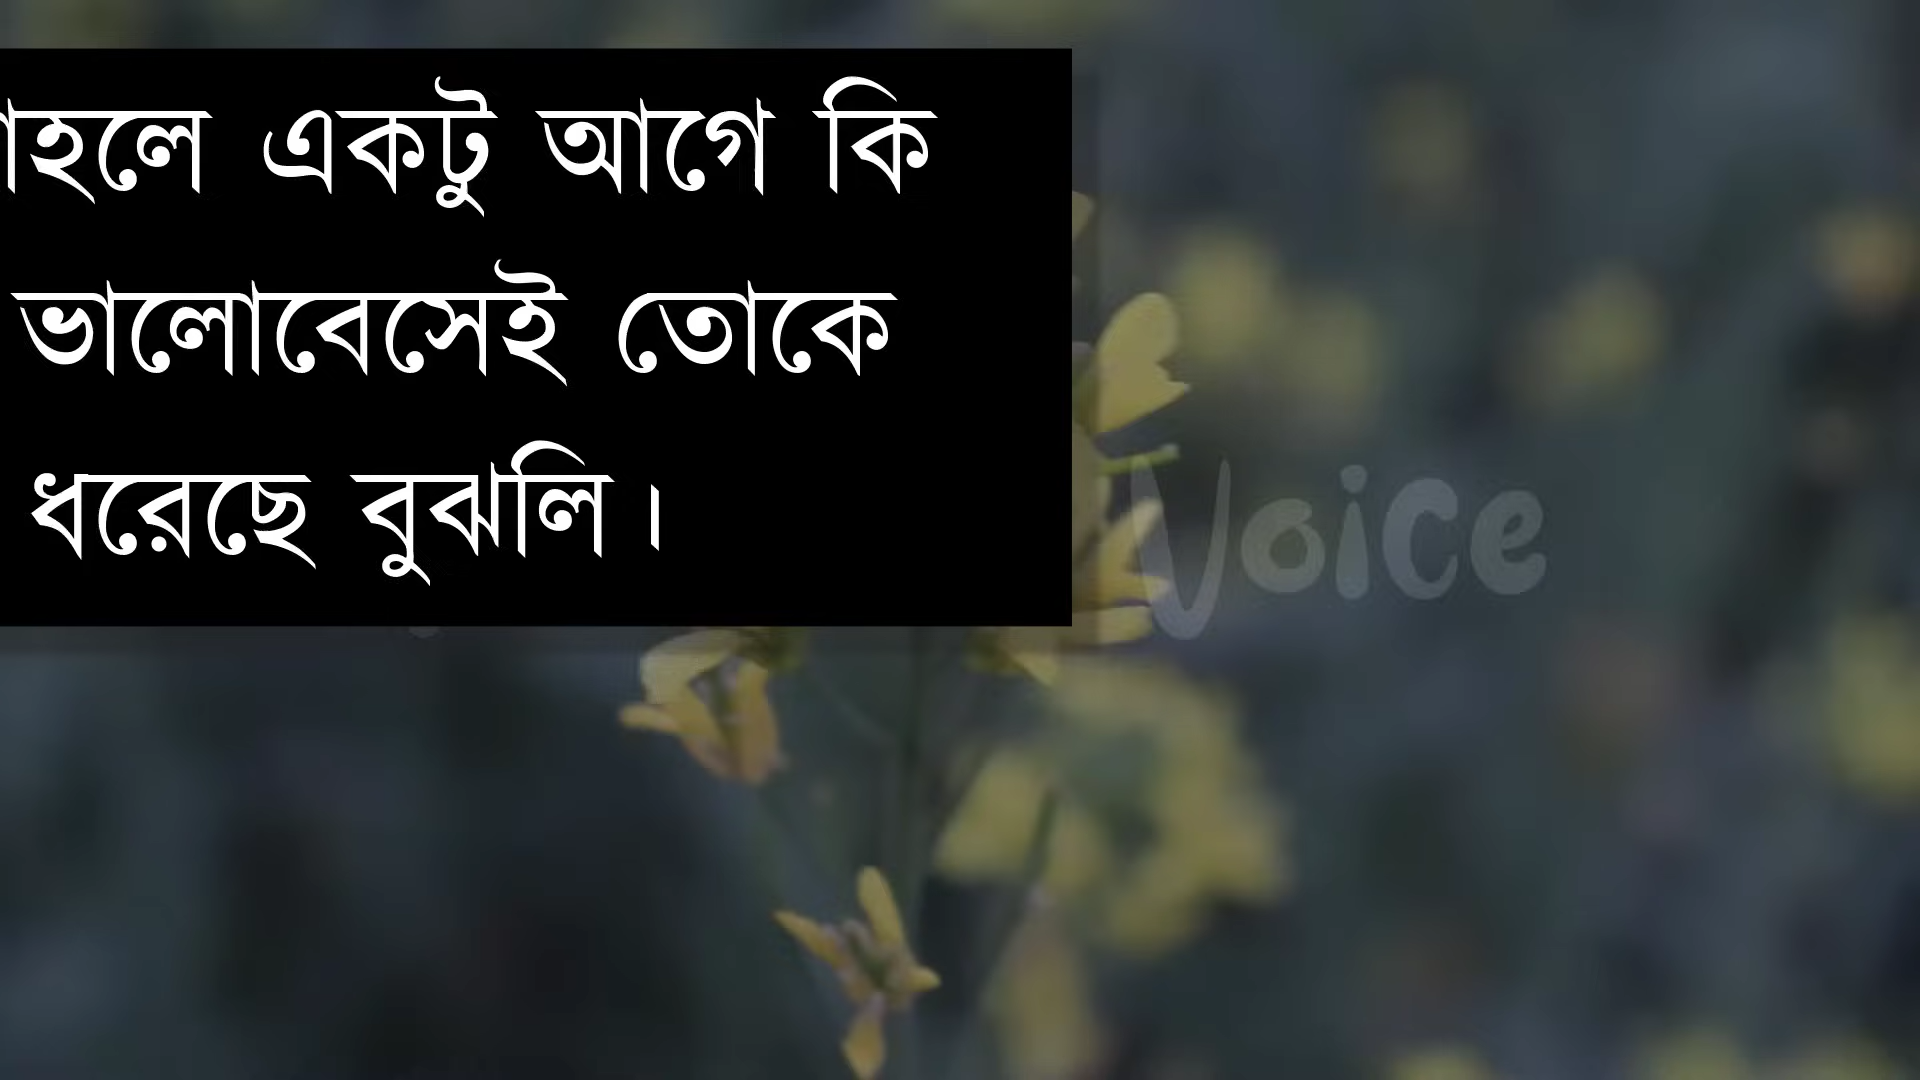 াহলে একটু আগে কি
ভালোবেসেই তোকে
ধরেছে বুঝলি।
Voice